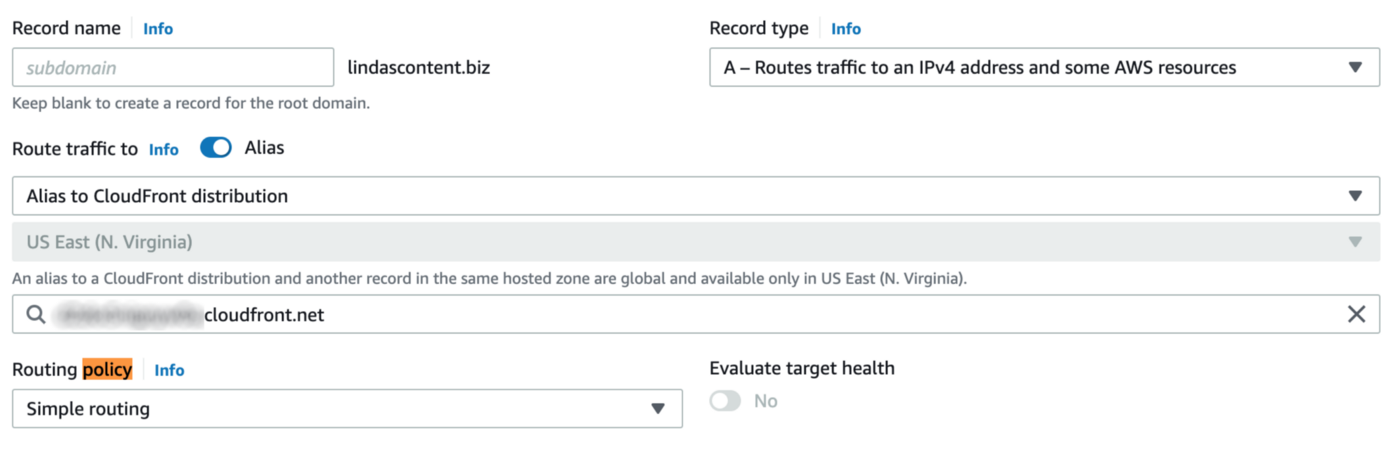 Record name Info
Record type Info
subdomain lindascontent.biz
A – Routes traffic to an IPv4 address and some AWS resources
Keep blank to create a record for the root domain.
Route traffic to Info Alias
Alias to CloudFront distribution
US East (N. Virginia)
An alias to a CloudFront distribution and another record in the same hosted zone are global and available only in US East (N. Virginia).
cloudfront.net
Routing policy Info
Simple routing
Evaluate target health
No